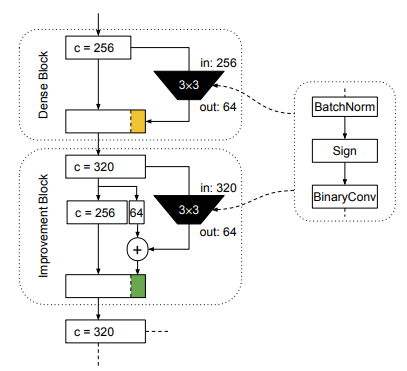 Dense Block
c = 256
in: 256
3×3
out: 64
Improvement Block
c = 320
in: 320
c = 256
64
3×3
out: 64
+
c = 320
BatchNorm
Sign
BinaryConv